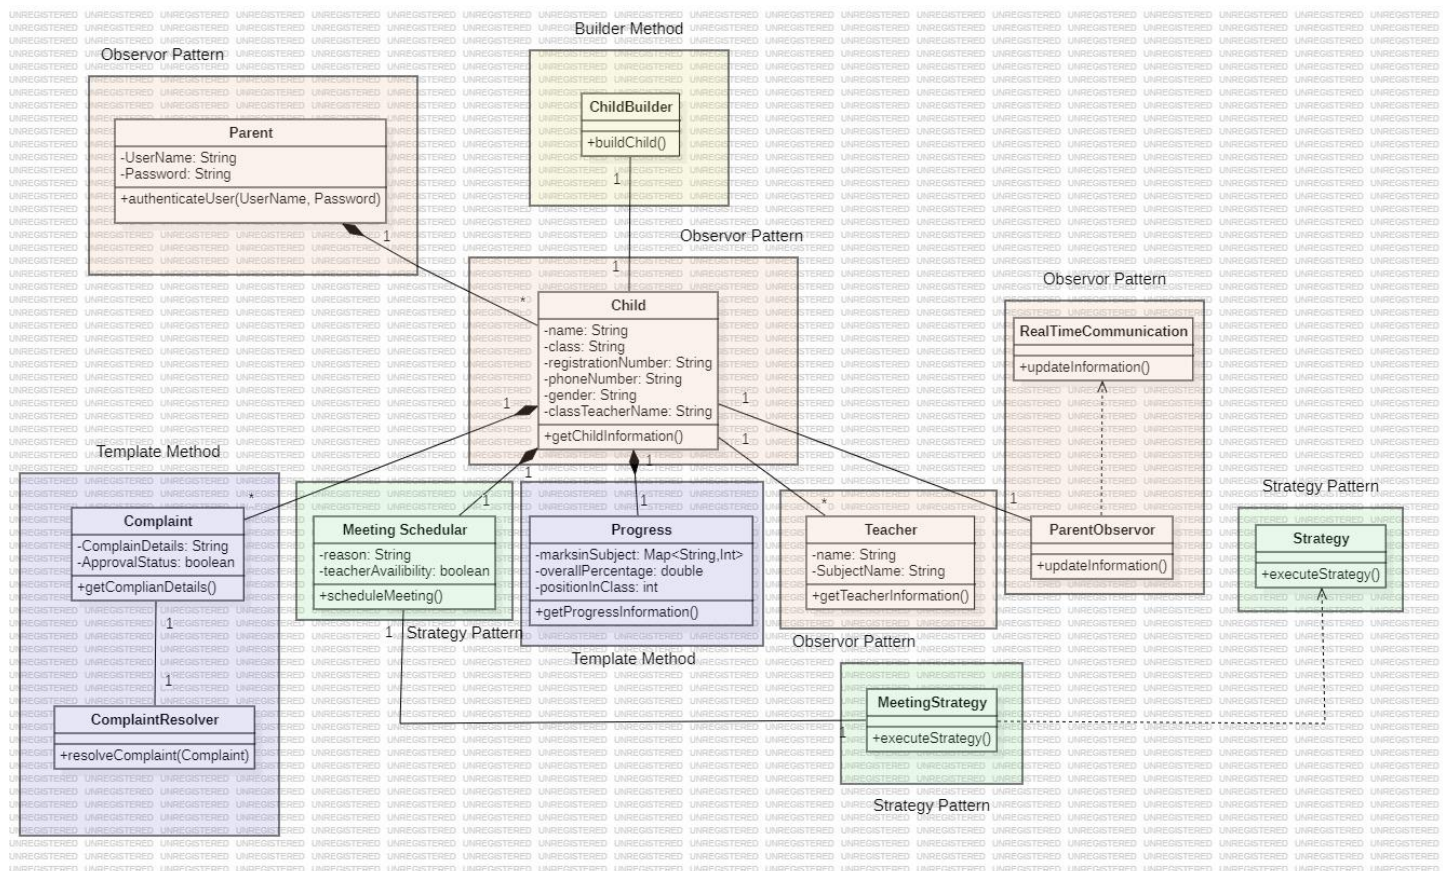 Builder Method
Observor Pattern
ChildBuilder
+buildChild()
1
Parent
-UserName: String
-Password: String
+authenticateUser(UserName, Password)
1
Observor Pattern
1
*
Child
-name: String
-class: String
-registrationNumber: String
-phoneNumber: String
-gender: String
-classTeacherName: String
+getChildInformation()
1
1
1
1
1
Observor Pattern
RealTimeCommunication
+updateInformation()
Template Method
*
Complaint
-ComplainDetails: String
-ApprovalStatus: boolean
+getComplianDetails()
1
1
ComplaintResolver
+resolveComplaint(Complaint)
1
Meeting Schedular
-reason: String
-teacherAvailibility: boolean
+scheduleMeeting()
1
Strategy Pattern
1
Progress
-marksinSubject: Map<String,Int>
-overallPercentage: double
-positionInClass: int
+getProgressInformation()
Template Method
*
Teacher
-name: String
-SubjectName: String
+getTeacherInformation()
Observor Pattern
1
ParentObservor
+updateInformation()
Strategy Pattern
Strategy
+executeStrategy()
MeetingStrategy
+executeStrategy()
1
Strategy Pattern